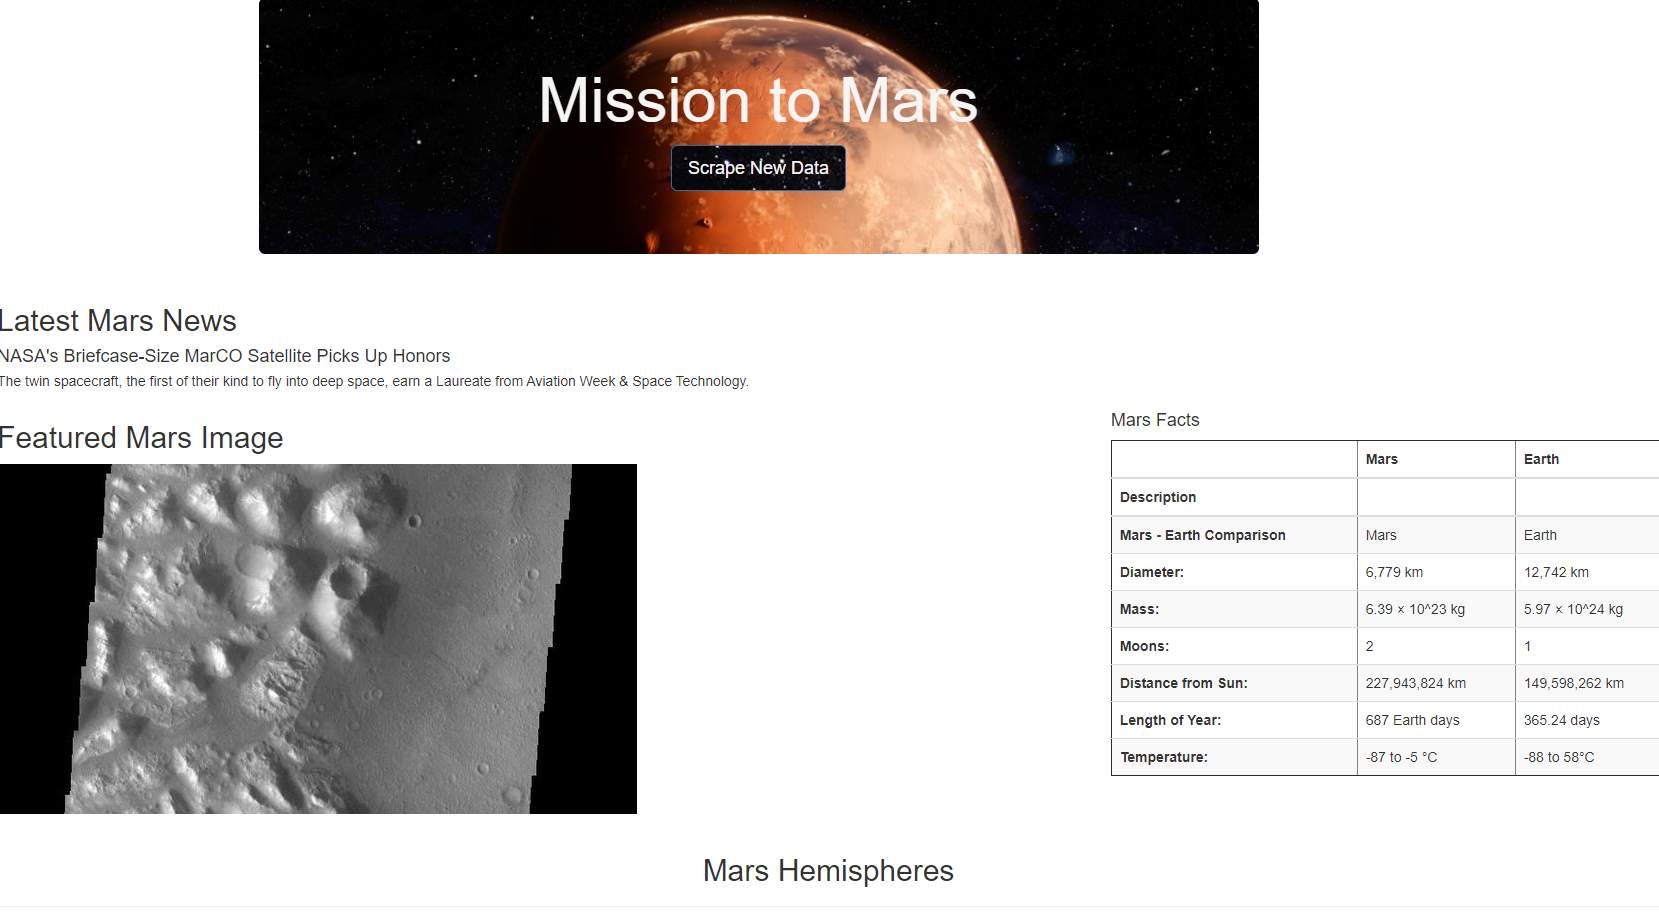 Mission to Mars
Scrape New Data
Latest Mars News
NASA's Briefcase-Size MarCO Satellite Picks Up Honors
The twin spacecraft, the first of their kind to fly into deep space, earn a Laureate from Aviation Week & Space Technology.
Featured Mars Image
Mars Facts
Mars Earth
Description
Mars - Earth Comparison Mars Earth
Diameter: 6,779 km 12,742 km
Mass: 6.39 × 10^23 kg 5.97 × 10^24 kg
Moons: 2 1
Distance from Sun: 227,943,824 km 149,598,262 km
Length of Year: 687 Earth days 365.24 days
Temperature: -87 to -5 °C -88 to 58°C
Mars Hemispheres